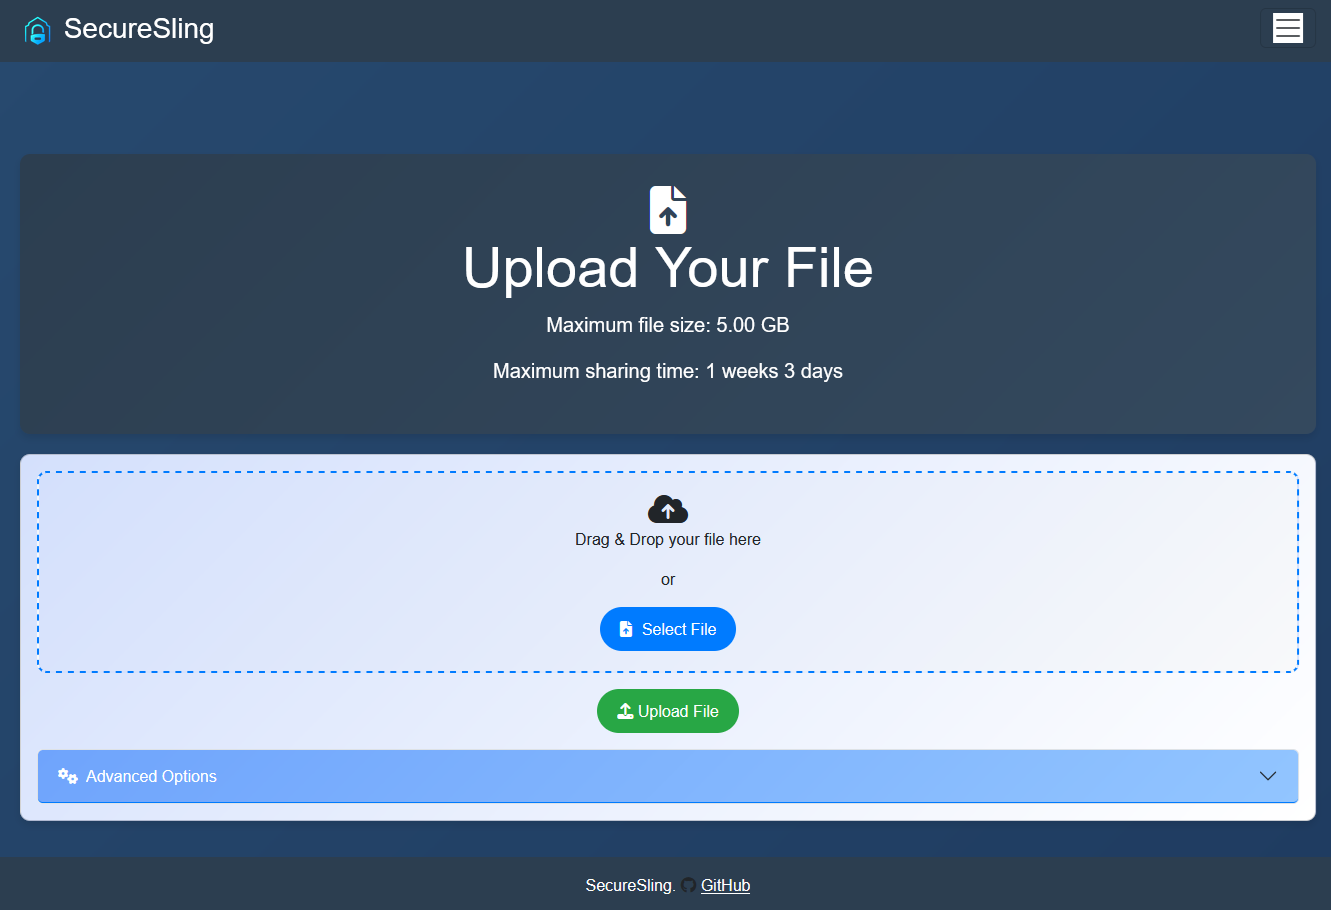 SecureSling
Upload Your File
Maximum file size: 5.00 GB
Maximum sharing time: 1 weeks 3 days
Drag & Drop your file here
or
Select File
Upload File
Advanced Options
SecureSling. GitHub